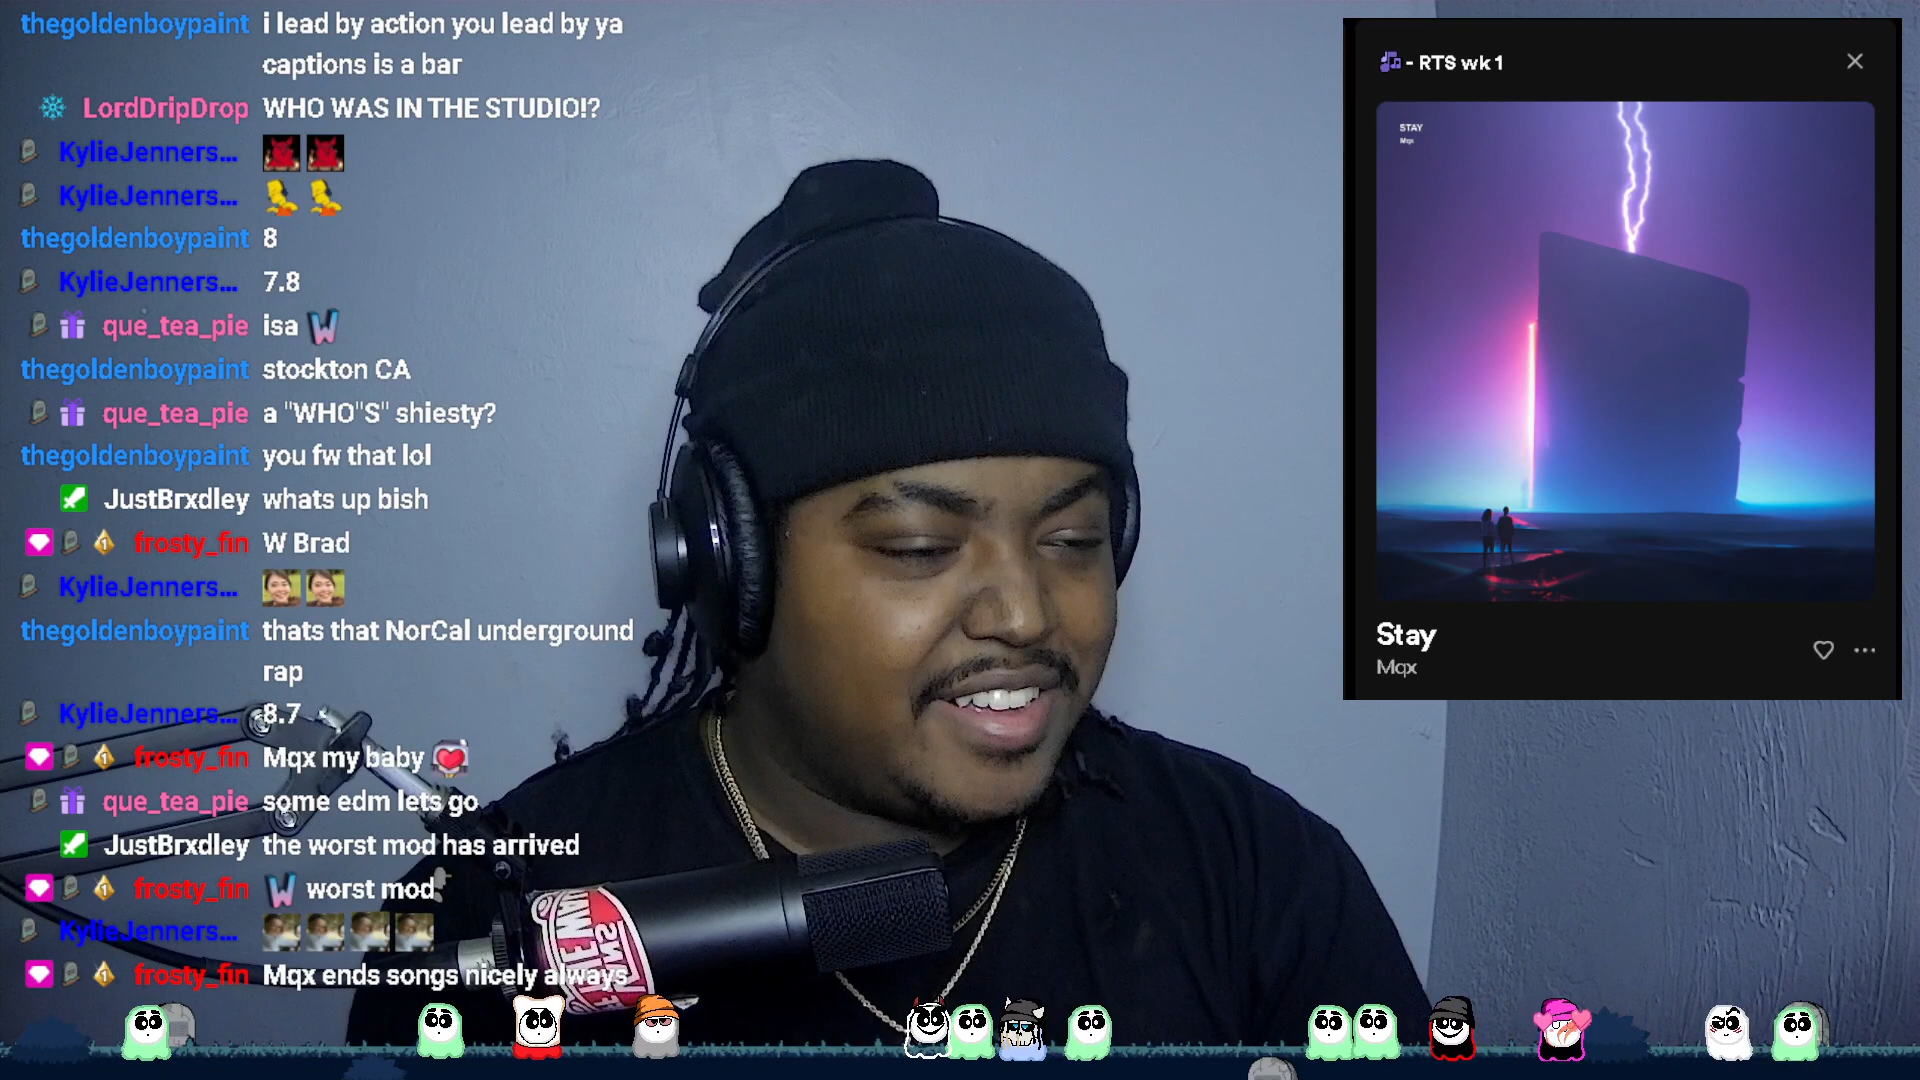 thegoldenboypaint i lead by action you lead by ya
captions is a bar
LordDripDrop WHO WAS IN THE STUDIO!?
KylieJenners...
KylieJenners...
thegoldenboypaint 8
KylieJenners... 7.8
que_tea_pie isa W
thegoldenboypaint stockton CA
que_tea_pie a "WHO"S" shiesty?
thegoldenboypaint you fw that lol
JustBrxdley whats up bish
frosty_fin W Brad
KylieJenners...
thegoldenboypaint thats that NorCal underground
rap
KylieJenners... 8.7
frosty_fin Mqx my baby
que_tea_pie some edm lets go
JustBrxdley the worst mod has arrived
frosty_fin W worst mod
KylieJenners...
frosty_fin Mqx ends songs nicely always
- RTS wk 1
STAY
Mqx
Stay
Mqx